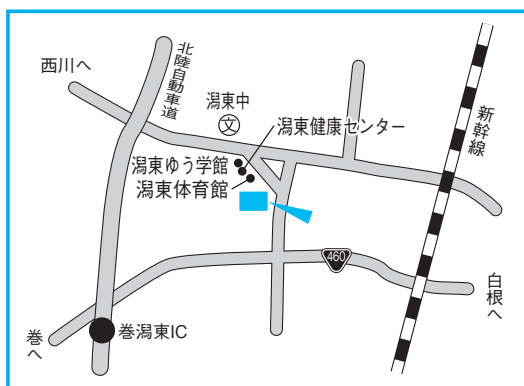 北陸自動車道
西川へ
潟東中
文
潟東健康センター
潟東ゆう学館
潟東体育館
新幹線
460
白根へ
巻へ
巻潟東IC